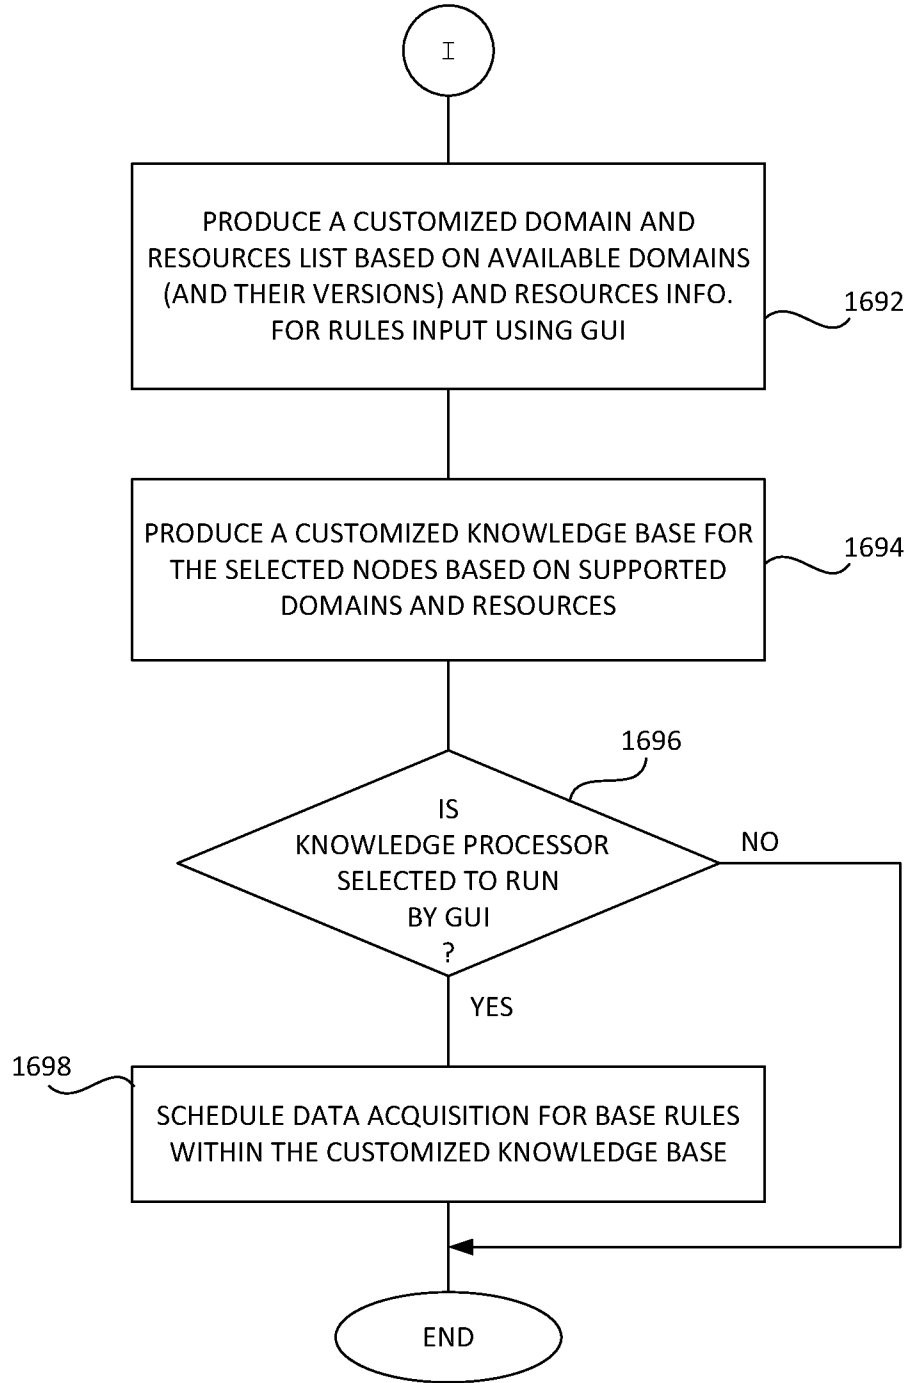 I
PRODUCE A CUSTOMIZED DOMAIN AND
RESOURCES LIST BASED ON AVAILABLE DOMAINS
(AND THEIR VERSIONS) AND RESOURCES INFO.
FOR RULES INPUT USING GUI
1692
PRODUCE A CUSTOMIZED KNOWLEDGE BASE FOR
THE SELECTED NODES BASED ON SUPPORTED
DOMAINS AND RESOURCES
1694
1696
IS
KNOWLEDGE PROCESSOR
SELECTED TO RUN
BY GUI
?
NO
YES
1698
SCHEDULE DATA ACQUISITION FOR BASE RULES
WITHIN THE CUSTOMIZED KNOWLEDGE BASE
END